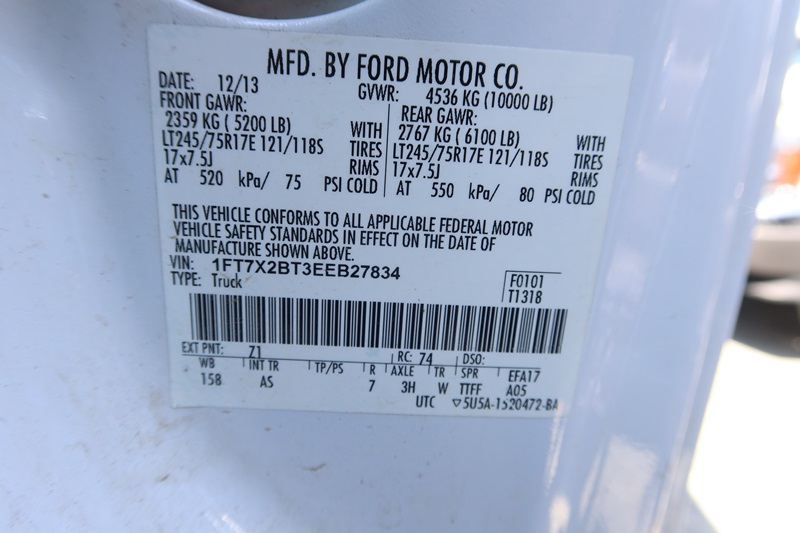 MFD. BY FORD MOTOR CO.
DATE: 12/13 GVWR: 4536 KG (10000 LB)
FRONT GAWR: REAR GAWR:
2359 KG ( 5200 LB) WITH 2767 KG ( 6100 LB) WITH
LT245/75R17E 121/118S TIRES LT245/75R17E 121/118S TIRES
17x7.5J RIMS 17x7.5J RIMS
AT 520 kPa/ 75 PSI COLD AT 550 kPa/ 80 PSI COLD
THIS VEHICLE CONFORMS TO ALL APPLICABLE FEDERAL MOTOR
VEHICLE SAFETY STANDARDS IN EFFECT ON THE DATE OF
MANUFACTURE SHOWN ABOVE.
VIN: 1FT7X2BT3EEB27834
TYPE: Truck
F0101
T1318
EXT PNT: Z1 RC: 74 DSO:
WB INT TR TP/PS R AXLE TR SPR EFA17
158 AS 7 3H W TTFF A05
UTC ▽5U5A-1520472-BA